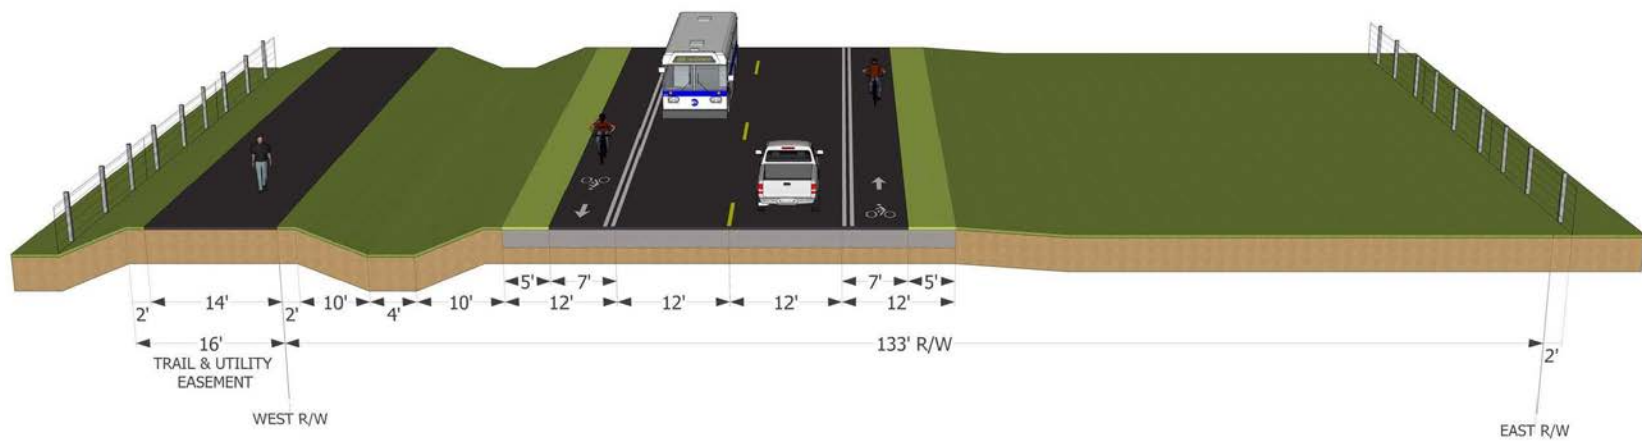 5' 7' 7' 5'
2' 14' 2' 10' 4' 10' 12' 12' 12' 12'
16' 133' R/W 2'
TRAIL & UTILITY
EASEMENT
WEST R/W
EAST R/W